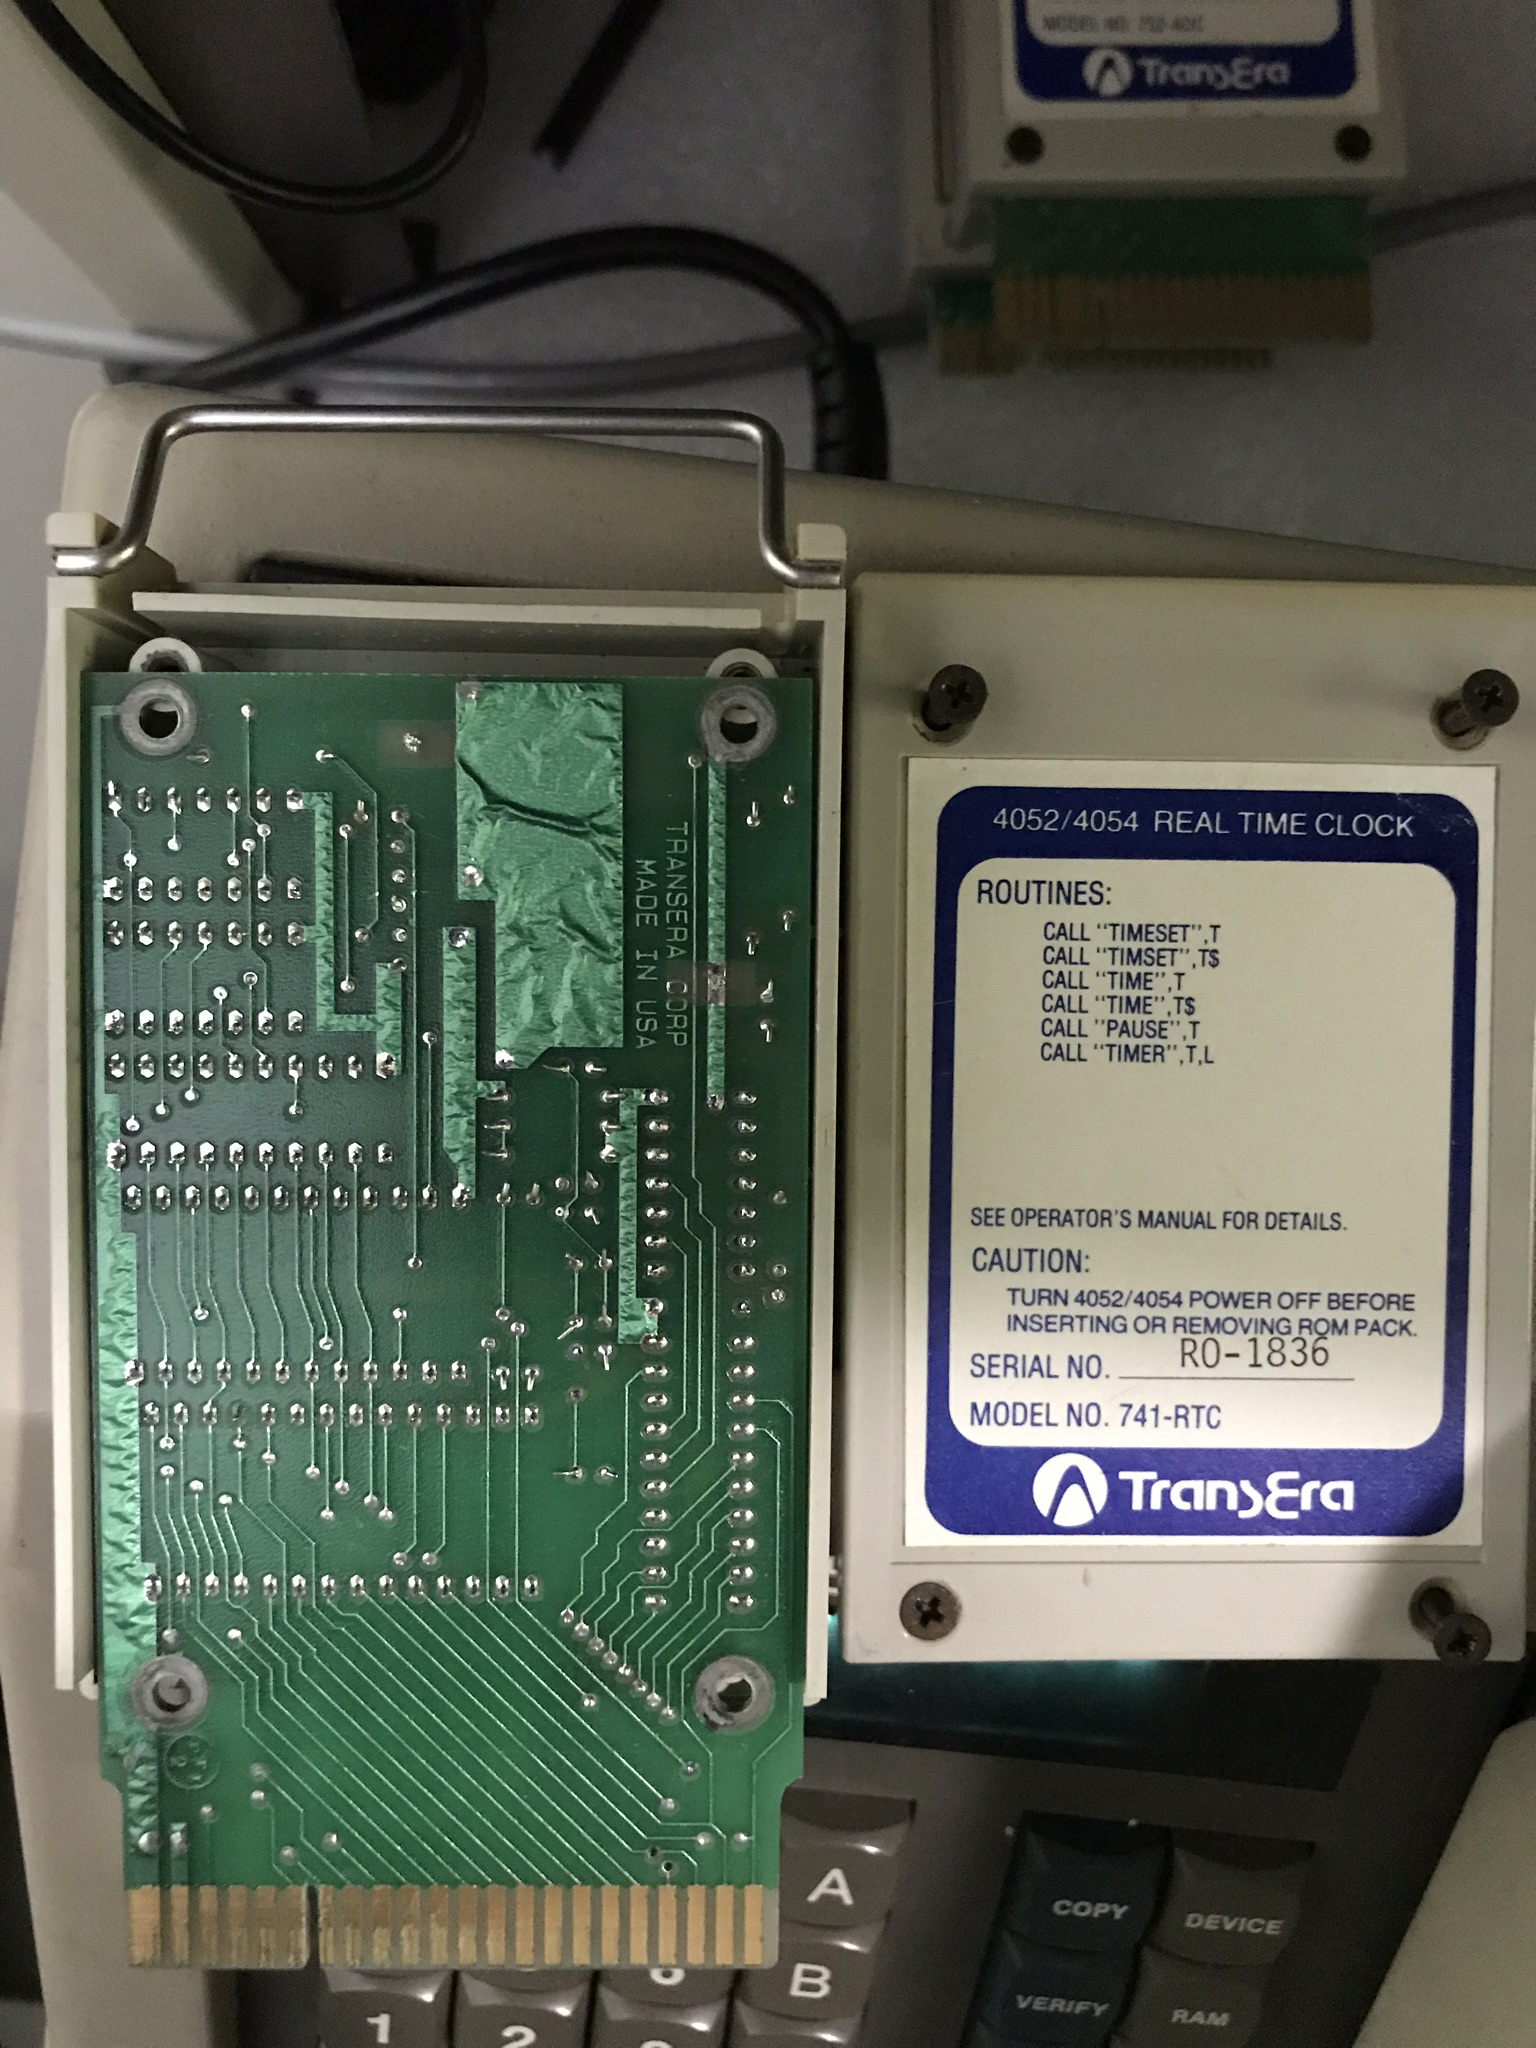 MODEL NO. 752-ADC
TransEra
TRANSERA CORP
MADE IN USA
4052/4054 REAL TIME CLOCK
ROUTINES:
CALL "TIMESET",T
CALL "TIMSET",T$
CALL "TIME",T
CALL "TIME",T$
CALL "PAUSE",T
CALL "TIMER",T,L
SEE OPERATOR'S MANUAL FOR DETAILS.
CAUTION:
TURN 4052/4054 POWER OFF BEFORE
INSERTING OR REMOVING ROM PACK.
SERIAL NO. RO-1836
MODEL NO. 741-RTC
TransEra
A
COPY
DEVICE
6
B
VERIFY
RAM
1
2